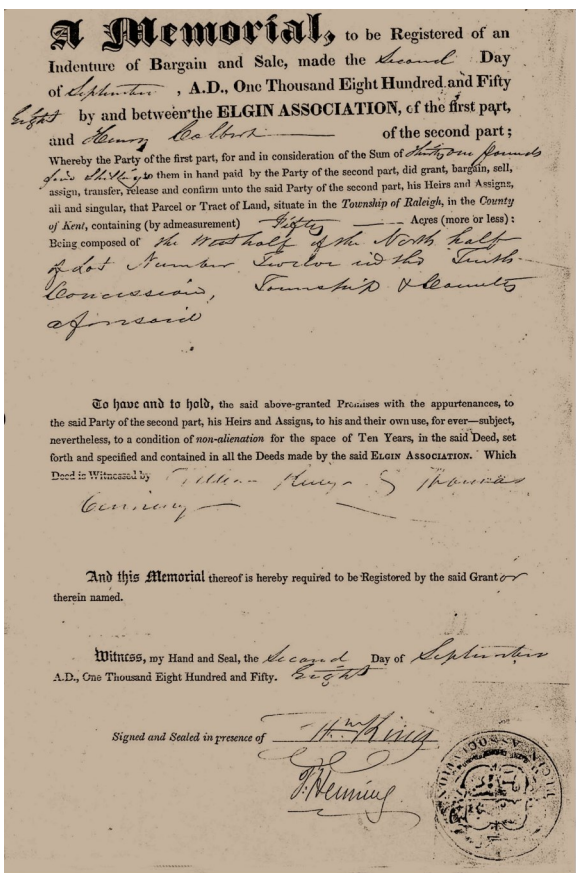 A Memorial, to be Registered of an
Indenture of Bargain and Sale, made the Second Day
of September , A.D., One Thousand Eight Hundred and Fifty
Eight by and between the ELGIN ASSOCIATION, of the first part,
and Henry Colbert of the second part;
Whereby the Party of the first part, for and in consideration of the Sum of thirty one pounds
five Shillings to them in hand paid by the Party of the second part, did grant, bargain, sell,
assign, transfer, release and confirm unto the said Party of the second part, his Heirs and Assigns,
all and singular, that Parcel or Tract of Land, situate in the Township of Raleigh, in the County
of Kent, containing (by admeasurement) Fifty Acres (more or less):
Being composed of the West half of the North half
of Lot Number Twelve in the Tenth
Concession, Township & County
aforesaid
To have and to hold, the said above-granted Premises with the appurtenances, to
the said Party of the second part, his Heirs and Assigns, to his and their own use, for ever—subject,
nevertheless, to a condition of non-alienation for the space of Ten Years, in the said Deed, set
forth and specified and contained in all the Deeds made by the said ELGIN ASSOCIATION. Which
Deed is Witnessed by William King & Thomas
And this Memorial thereof is hereby required to be Registered by the said Grantor
therein named.
Witness, my Hand and Seal, the Second Day of September
A.D., One Thousand Eight Hundred and Fifty. Eight
Signed and Sealed in presence of Wm King
T. Henning
ELGIN ASSOCIATION